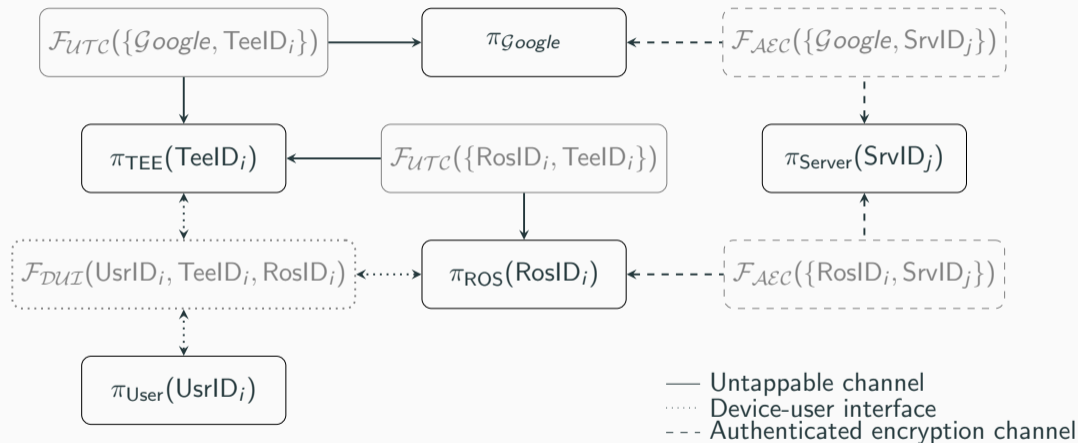 𝓕_𝓤𝓣𝓒({𝓖oogle, TeeID_i})
π_𝓖oogle
𝓕_𝓐𝓔𝓒({𝓖oogle, SrvID_j})
π_TEE(TeeID_i)
𝓕_𝓤𝓣𝓒({RosID_i, TeeID_i})
π_Server(SrvID_j)
𝓕_𝓓𝓤𝓘(UsrID_i, TeeID_i, RosID_i)
π_ROS(RosID_i)
𝓕_𝓐𝓔𝓒({RosID_i, SrvID_j})
π_User(UsrID_i)
Untappable channel
Device-user interface
Authenticated encryption channel